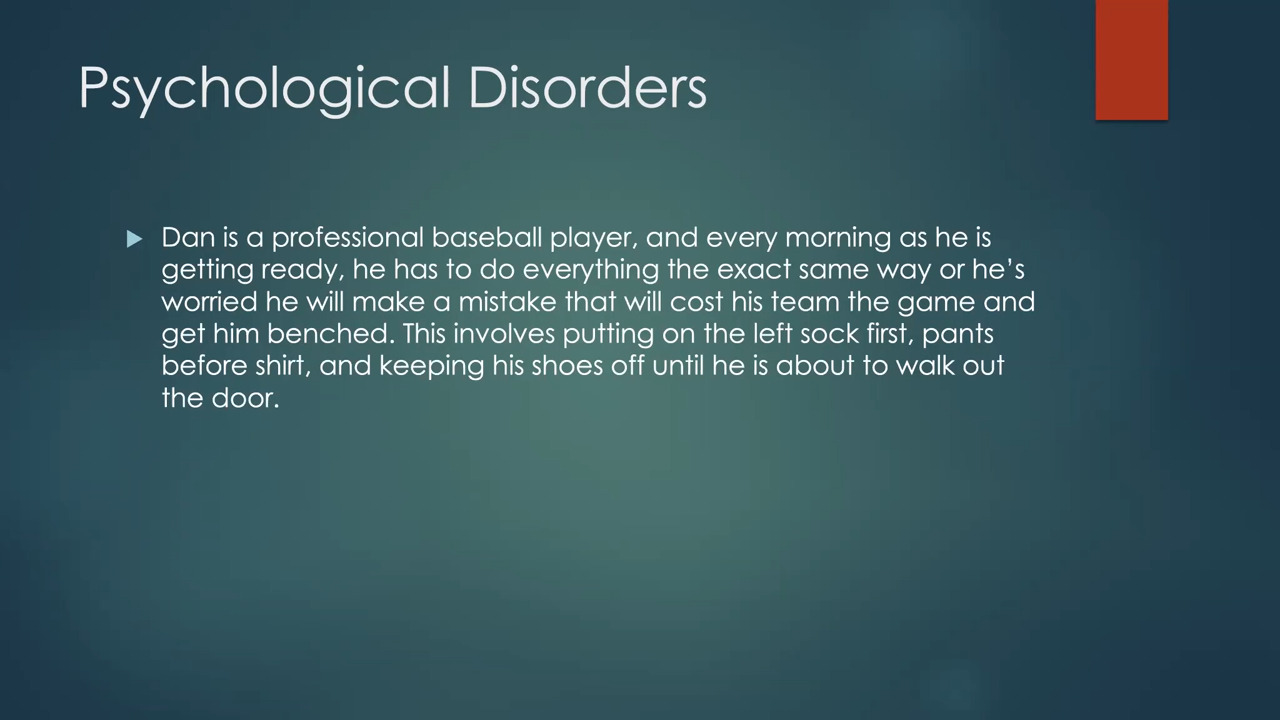 Psychological Disorders
Dan is a professional baseball player, and every morning as he is
getting ready, he has to do everything the exact same way or he’s
worried he will make a mistake that will cost his team the game and
get him benched. This involves putting on the left sock first, pants
before shirt, and keeping his shoes off until he is about to walk out
the door.